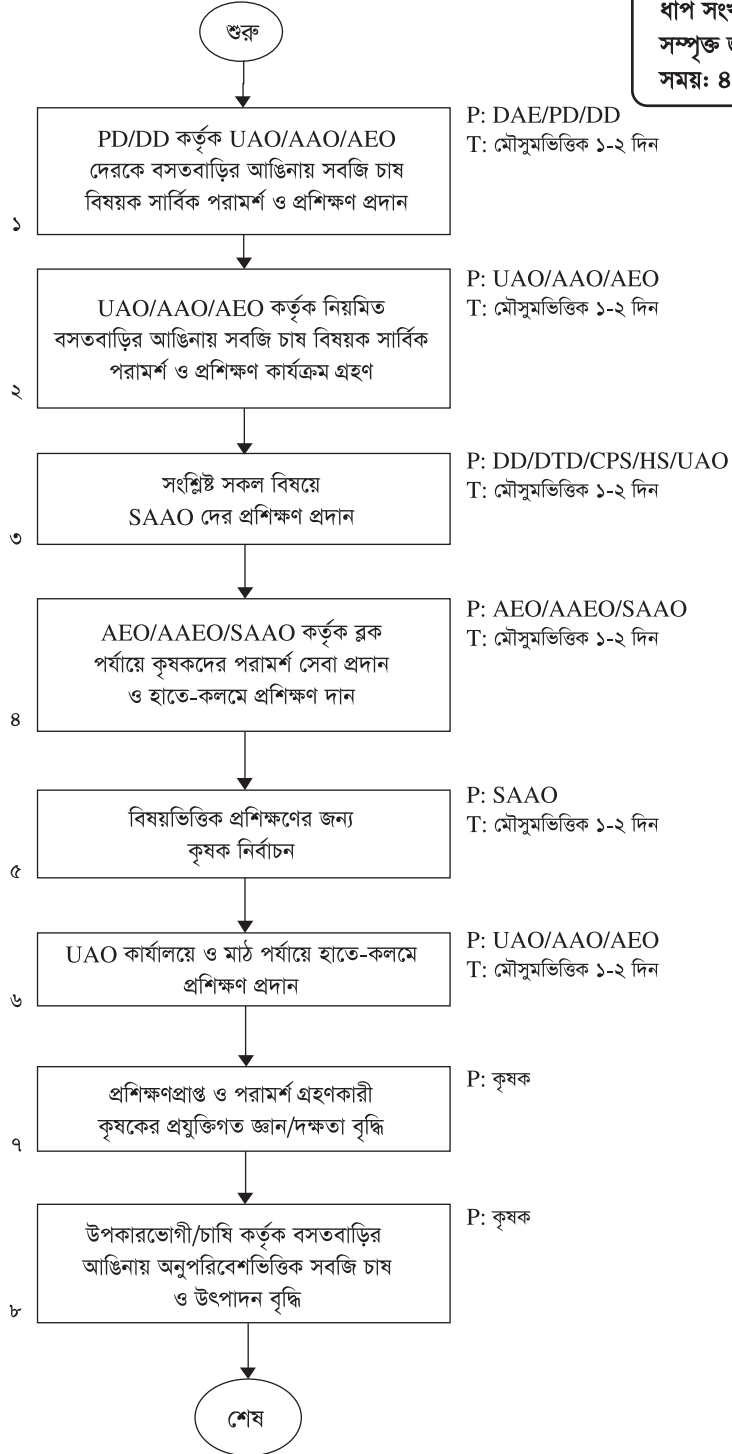 শুরু
ধাপ
সম্পৃক্ত
সময়: ৪
PD/DD কর্তৃক UAO/AAO/AEO
দেরকে বসতবাড়ির আঙিনায় সবজি চাষ
বিষয়ক সার্বিক পরামর্শ ও প্রশিক্ষণ প্রদান
১
P: DAE/PD/DD
T: মৌসুমভিত্তিক ১-২ দিন
UAO/AAO/AEO কর্তৃক নিয়মিত
বসতবাড়ির আঙিনায় সবজি চাষ বিষয়ক সার্বিক
পরামর্শ ও প্রশিক্ষণ কার্যক্রম গ্রহণ
২
P: UAO/AAO/AEO
T: মৌসুমভিত্তিক ১-২ দিন
সংশ্লিষ্ট সকল বিষয়ে
SAAO দের প্রশিক্ষণ প্রদান
৩
P: DD/DTD/CPS/HS/UAO
T: মৌসুমভিত্তিক ১-২ দিন
AEO/AAEO/SAAO কর্তৃক ব্লক
পর্যায়ে কৃষকদের পরামর্শ সেবা প্রদান
ও হাতে-কলমে প্রশিক্ষণ দান
৪
P: AEO/AAEO/SAAO
T: মৌসুমভিত্তিক ১-২ দিন
বিষয়ভিত্তিক প্রশিক্ষণের জন্য
কৃষক নির্বাচন
৫
P: SAAO
T: মৌসুমভিত্তিক ১-২ দিন
UAO কার্যালয়ে ও মাঠ পর্যায়ে হাতে-কলমে
প্রশিক্ষণ প্রদান
৬
P: UAO/AAO/AEO
T: মৌসুমভিত্তিক ১-২ দিন
প্রশিক্ষণপ্রাপ্ত ও পরামর্শ গ্রহণকারী
কৃষকের প্রযুক্তিগত জ্ঞান/দক্ষতা বৃদ্ধি
৭
P: কৃষক
উপকারভোগী/চাষি কর্তৃক বসতবাড়ির
আঙিনায় অনুপরিবেশভিত্তিক সবজি চাষ
ও উৎপাদন বৃদ্ধি
৮
P: কৃষক
শেষ